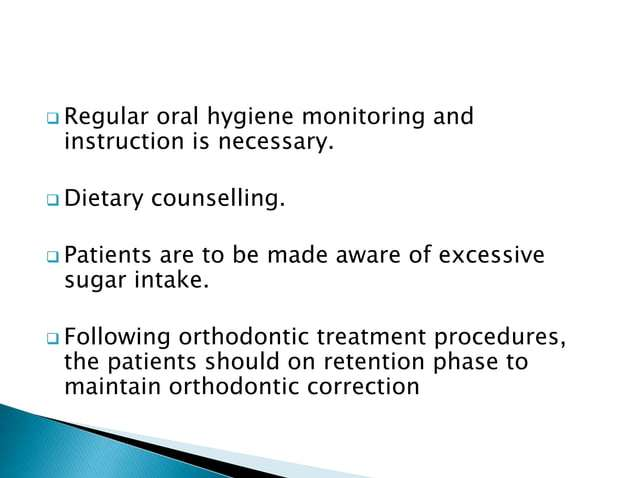 Regular oral hygiene monitoring and
instruction is necessary.
Dietary counselling.
Patients are to be made aware of excessive
sugar intake.
Following orthodontic treatment procedures,
the patients should on retention phase to
maintain orthodontic correction